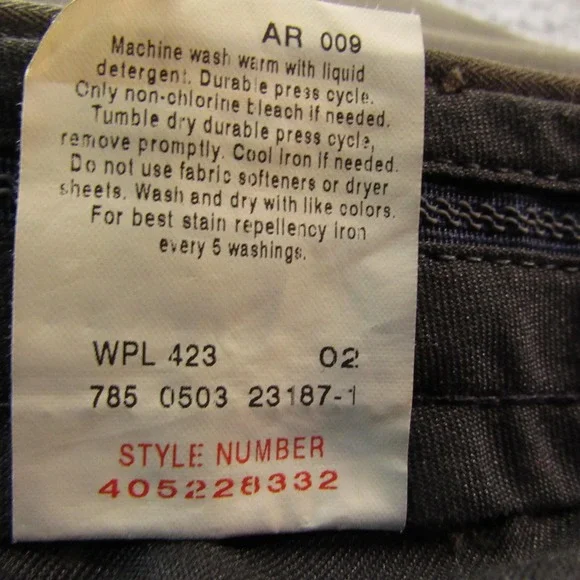 AR 009
Machine wash warm with liquid
detergent. Durable press cycle.
Only non-chlorine bleach if needed.
Tumble dry durable press cycle,
remove promptly. Cool iron if needed.
Do not use fabric softeners or dryer
sheets. Wash and dry with like colors.
For best stain repellency iron
every 5 washings.
WPL 423 02
785 0503 23187-1
STYLE NUMBER
405228332